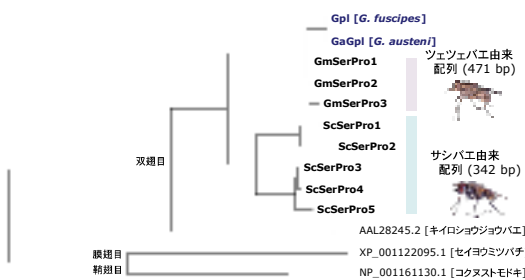 Gpl [G. fuscipes]
GaGpl [G. austeni]
GmSerPro1
GmSerPro2
GmSerPro3
ツェツェバエ由来
配列 (471 bp)
ScSerPro1
ScSerPro2
ScSerPro3
ScSerPro4
ScSerPro5
サシバエ由来
配列 (342 bp)
双翅目
AAL28245.2 [キイロショウジョウバエ]
膜翅目
XP_001122095.1 [セイヨウミツバチ
鞘翅目
NP_001161130.1 [コクヌストモドキ]